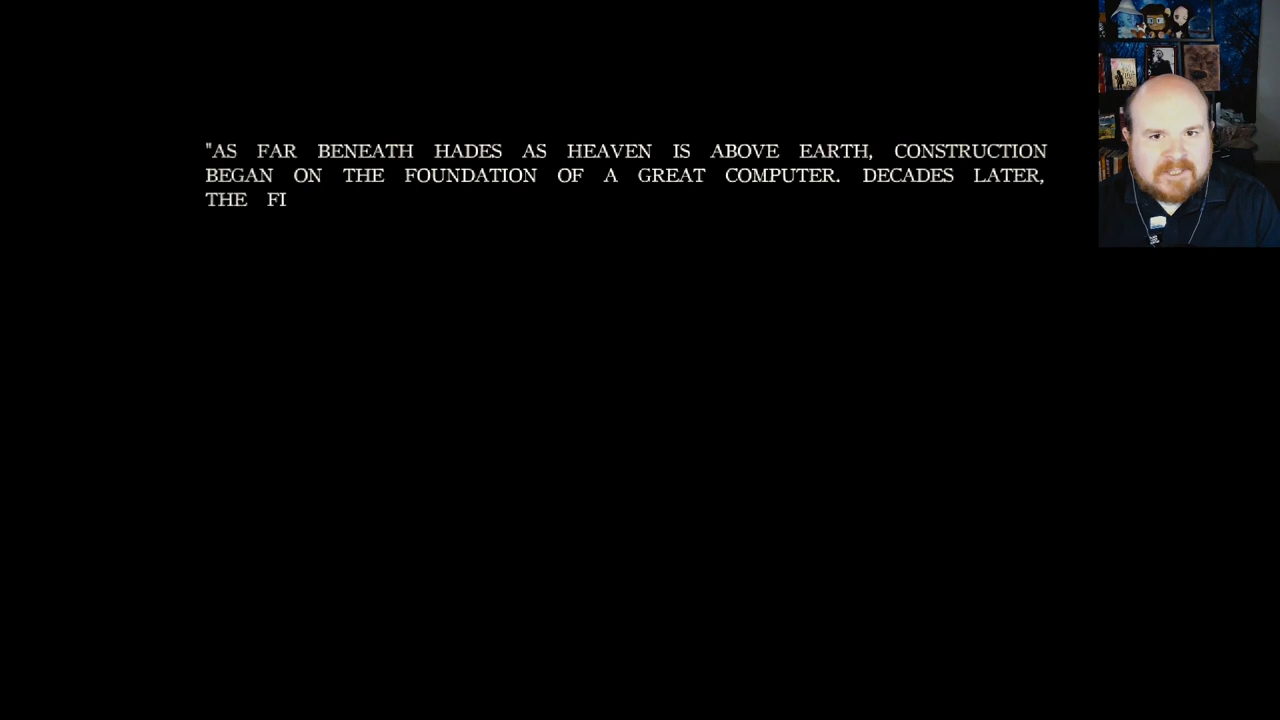 "AS FAR BENEATH HADES AS HEAVEN IS ABOVE EARTH, CONSTRUCTION
BEGAN ON THE FOUNDATION OF A GREAT COMPUTER. DECADES LATER,
THE FI